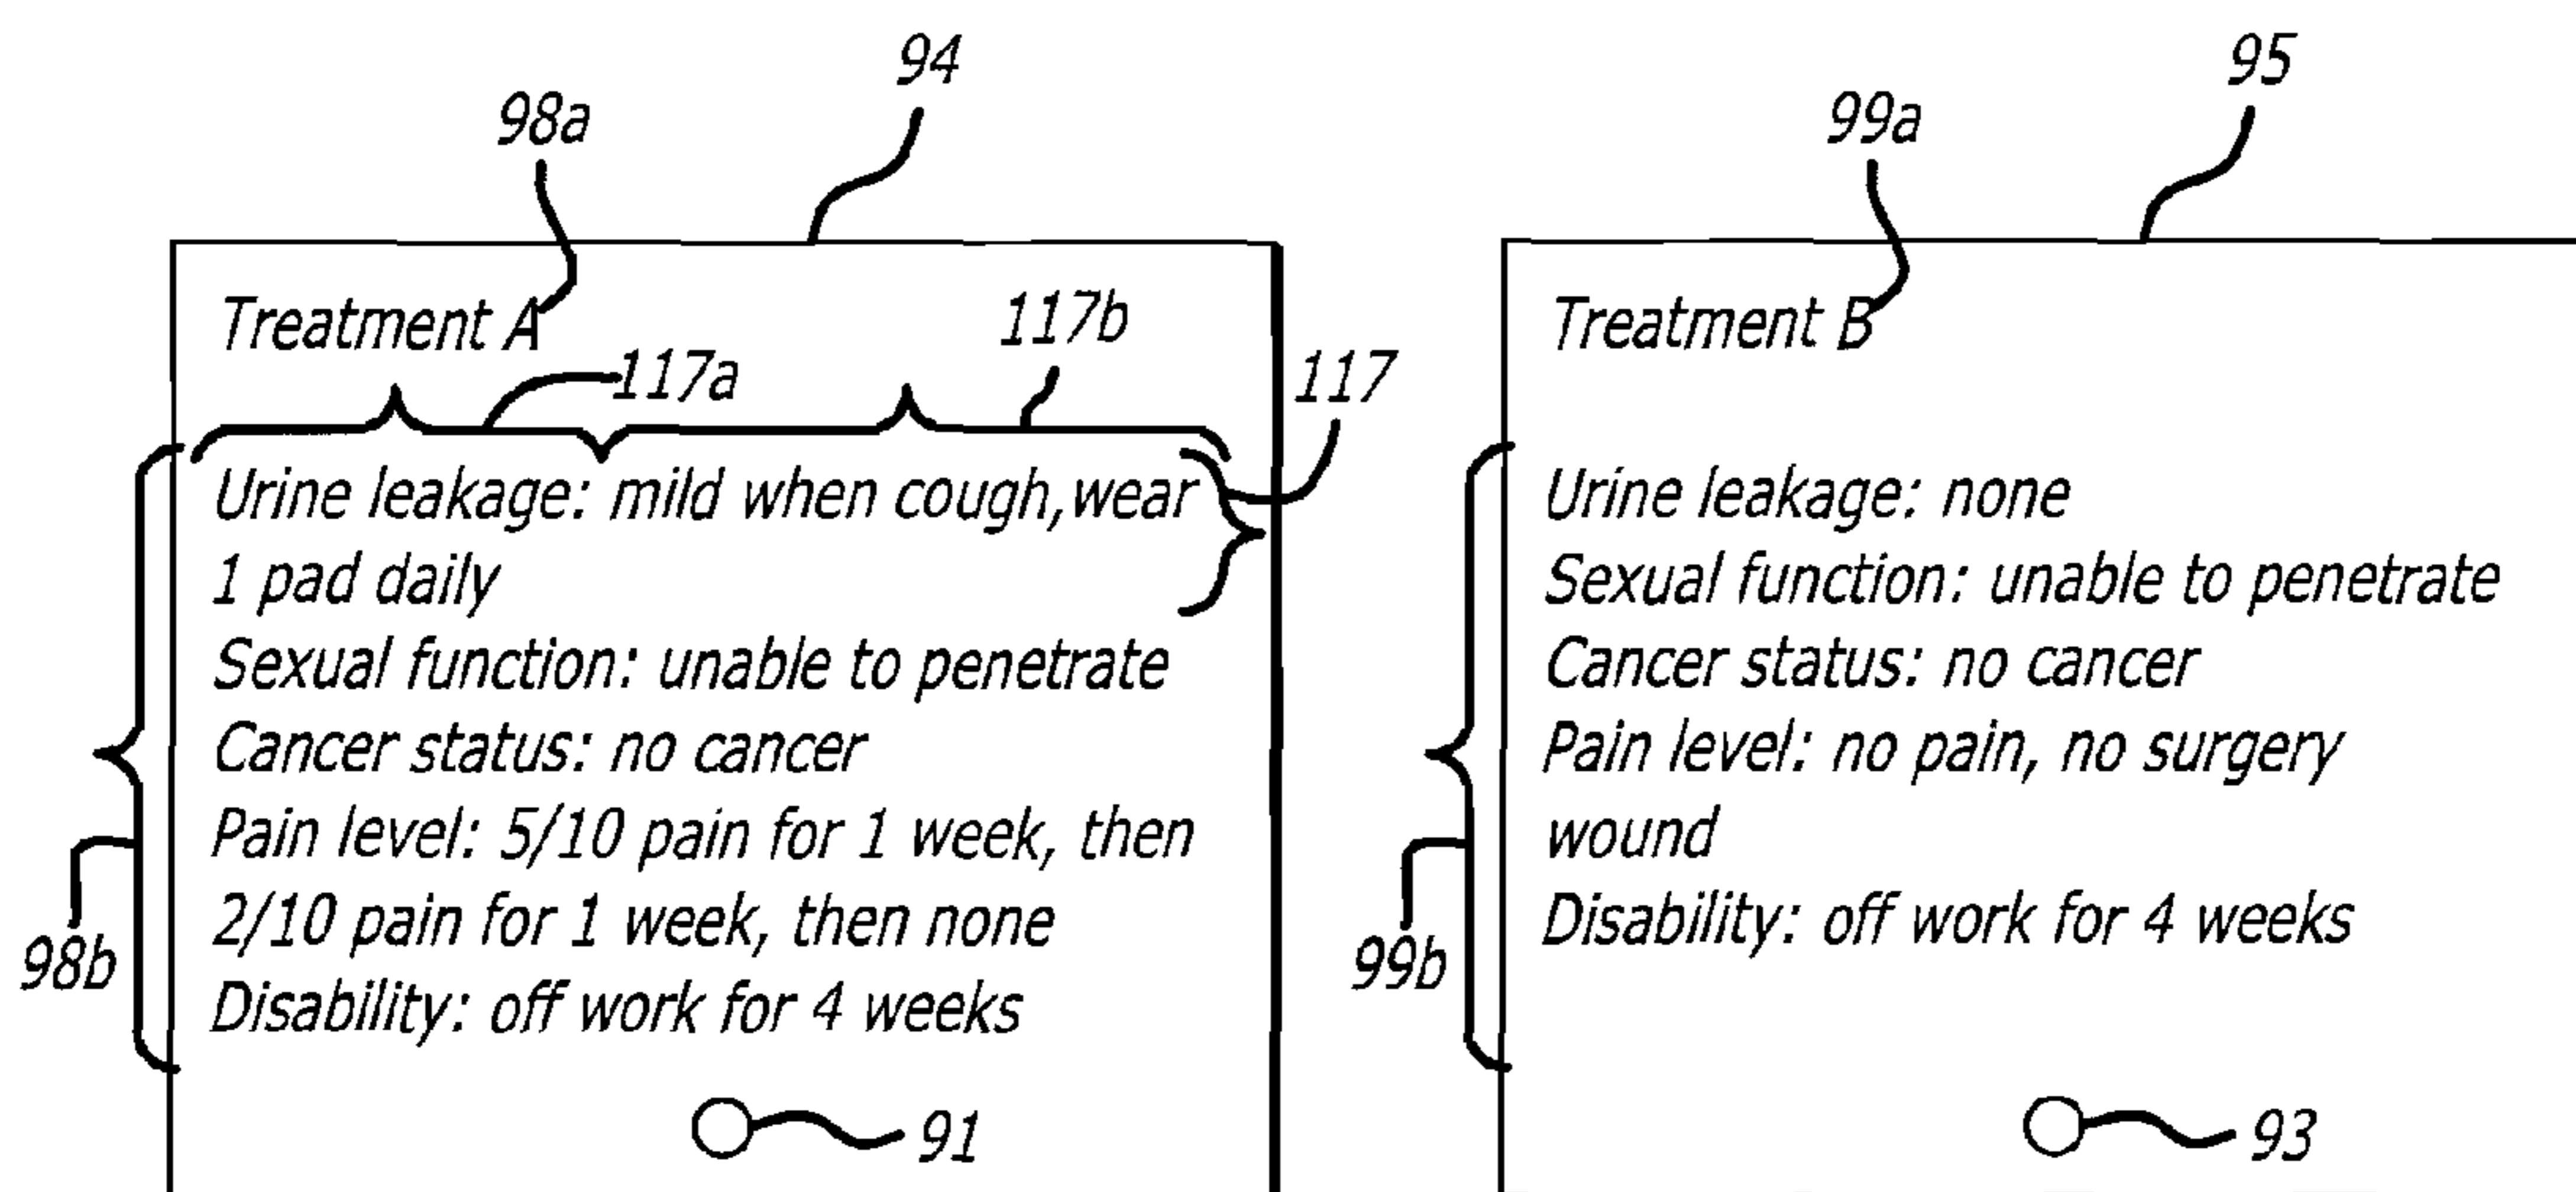 94
95
98a
99a
Treatment A
117b
Treatment B
117a
117
Urine leakage: mild when cough, wear
1 pad daily
Sexual function: unable to penetrate
Cancer status: no cancer
Pain level: 5/10 pain for 1 week, then
2/10 pain for 1 week, then none
Disability: off work for 4 weeks
98b
91
Urine leakage: none
Sexual function: unable to penetrate
Cancer status: no cancer
Pain level: no pain, no surgery
wound
Disability: off work for 4 weeks
99b
93